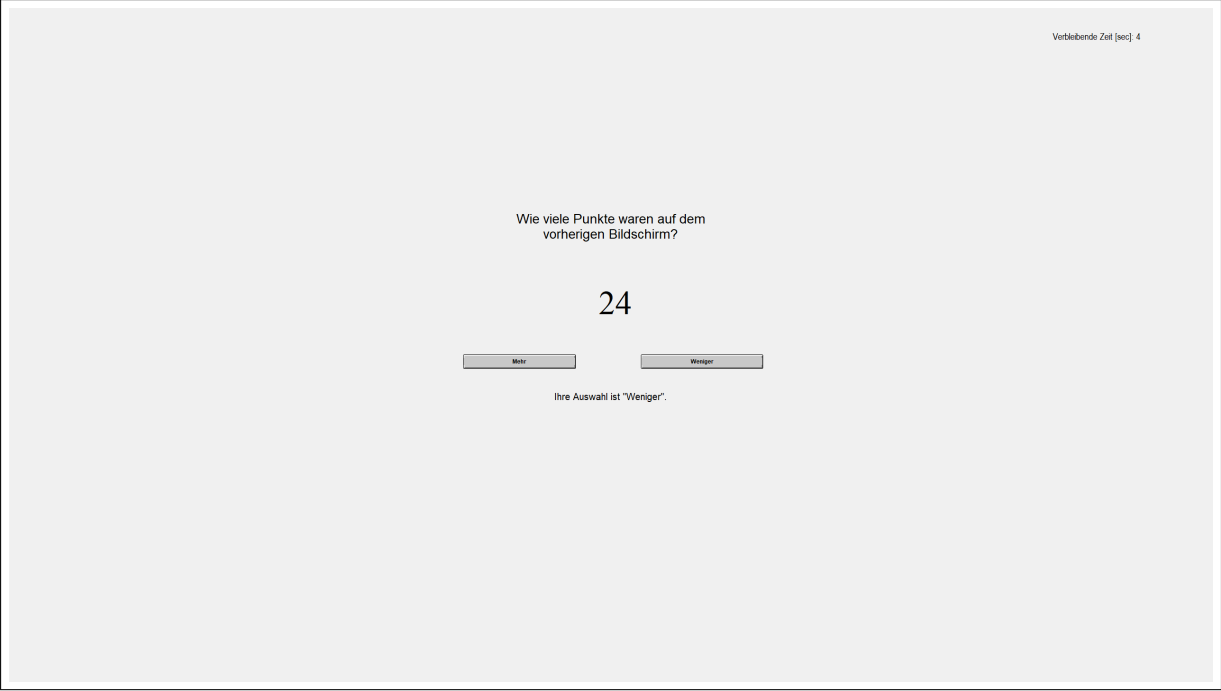 Verbleibende Zeit [sec]: 4
Wie viele Punkte waren auf dem
vorherigen Bildschirm?
24
Mehr
Weniger
Ihre Auswahl ist "Weniger".